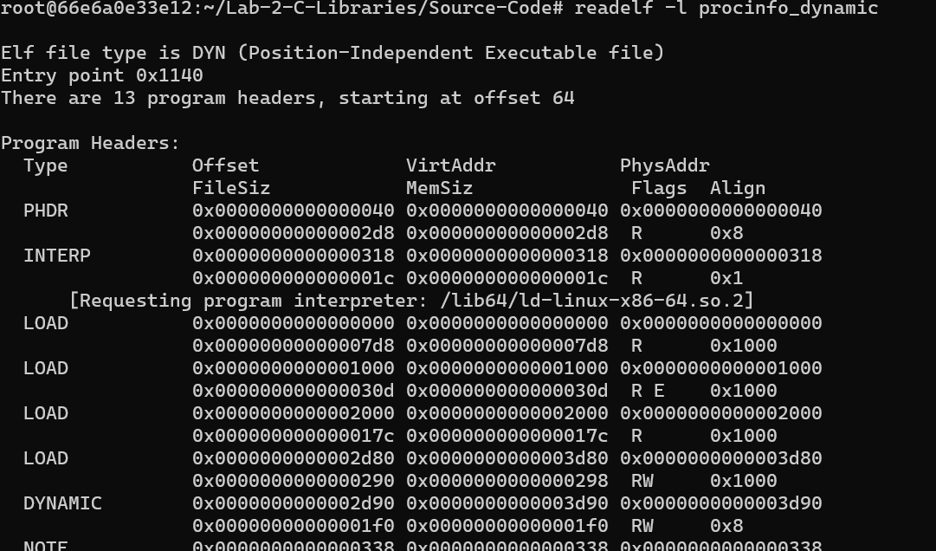 root@66e6a0e33e12:~/Lab-2-C-Libraries/Source-Code# readelf -l procinfo_dynamic
Elf file type is DYN (Position-Independent Executable file)
Entry point 0x1140
There are 13 program headers, starting at offset 64
Program Headers:
  Type           Offset             VirtAddr           PhysAddr
                 FileSiz            MemSiz              Flags  Align
  PHDR           0x0000000000000040 0x0000000000000040 0x0000000000000040
                 0x00000000000002d8 0x00000000000002d8  R      0x8
  INTERP         0x0000000000000318 0x0000000000000318 0x0000000000000318
                 0x000000000000001c 0x000000000000001c  R      0x1
      [Requesting program interpreter: /lib64/ld-linux-x86-64.so.2]
  LOAD           0x0000000000000000 0x0000000000000000 0x0000000000000000
                 0x00000000000007d8 0x00000000000007d8  R      0x1000
  LOAD           0x0000000000001000 0x0000000000001000 0x0000000000001000
                 0x000000000000030d 0x000000000000030d  R E    0x1000
  LOAD           0x0000000000002000 0x0000000000002000 0x0000000000002000
                 0x000000000000017c 0x000000000000017c  R      0x1000
  LOAD           0x0000000000002d80 0x0000000000003d80 0x0000000000003d80
                 0x0000000000000290 0x0000000000000298  RW     0x1000
  DYNAMIC        0x0000000000002d90 0x0000000000003d90 0x0000000000003d90
                 0x00000000000001f0 0x00000000000001f0  RW     0x8
  NOTE           0x0000000000000338 0x0000000000000338 0x0000000000000338